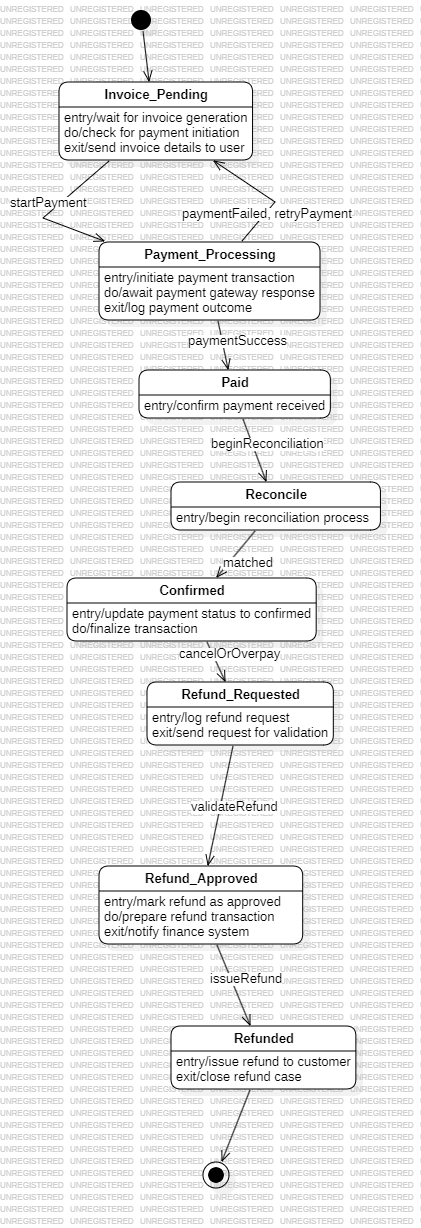 Invoice_Pending
entry/wait for invoice generation
do/check for payment initiation
exit/send invoice details to user
startPayment
paymentFailed, retryPayment
Payment_Processing
entry/initiate payment transaction
do/await payment gateway response
exit/log payment outcome
paymentSuccess
Paid
entry/confirm payment received
beginReconciliation
Reconcile
entry/begin reconciliation process
matched
Confirmed
entry/update payment status to confirmed
do/finalize transaction
cancelOrOverpay
Refund_Requested
entry/log refund request
exit/send request for validation
validateRefund
Refund_Approved
entry/mark refund as approved
do/prepare refund transaction
exit/notify finance system
issueRefund
Refunded
entry/issue refund to customer
exit/close refund case
UNREGISTERED